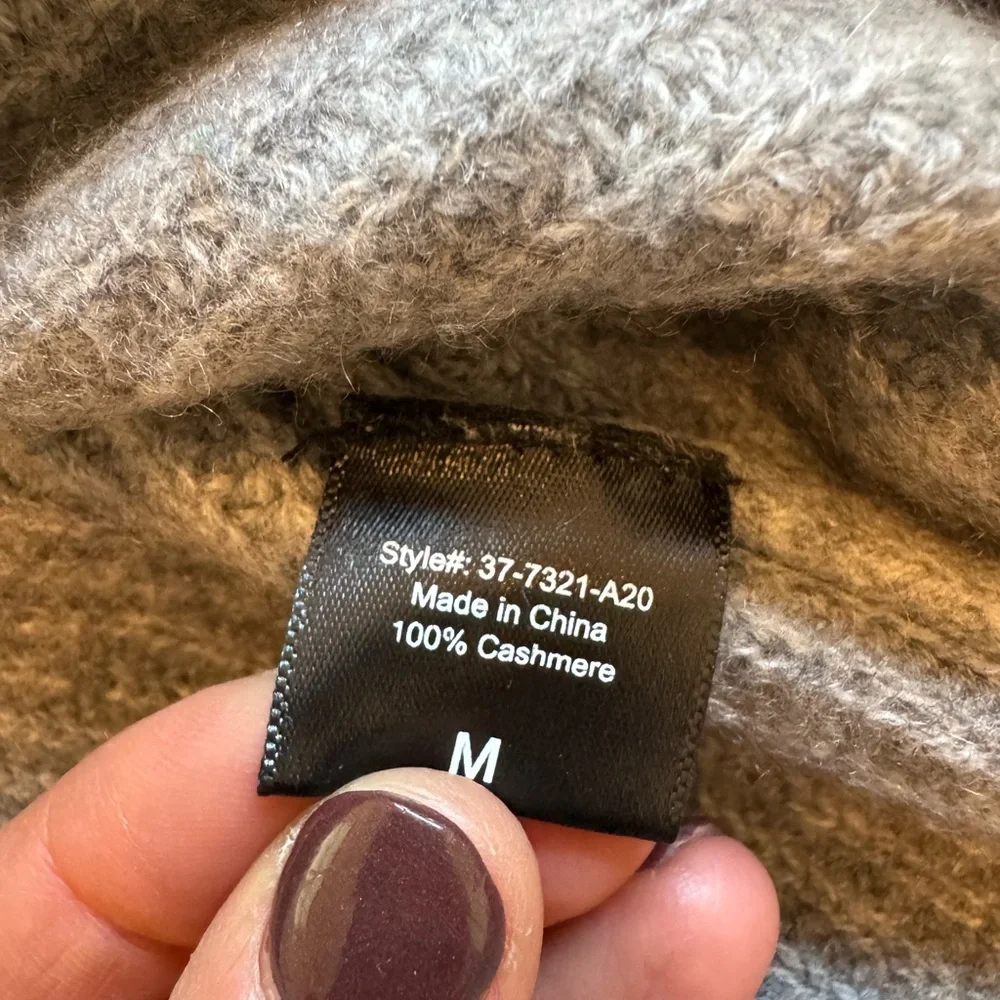 Style#: 37-7321-A20
Made in China
100% Cashmere
M